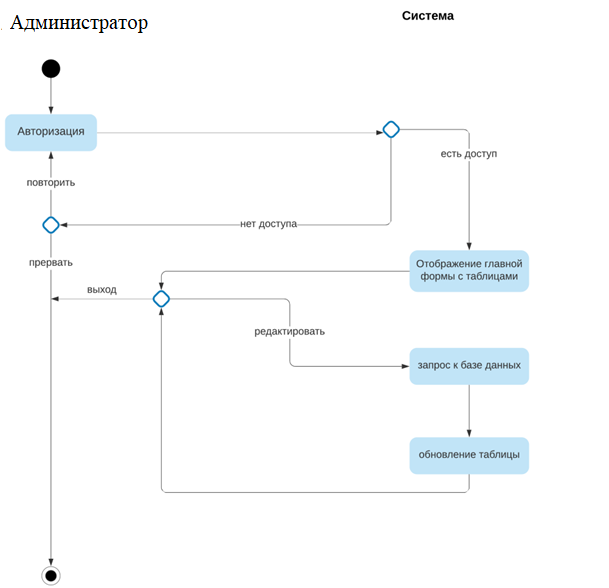 Администратор
Система
Авторизация
есть доступ
повторить
нет доступа
прервать
Отображение главной
формы с таблицами
выход
редактировать
запрос к базе данных
обновление таблицы